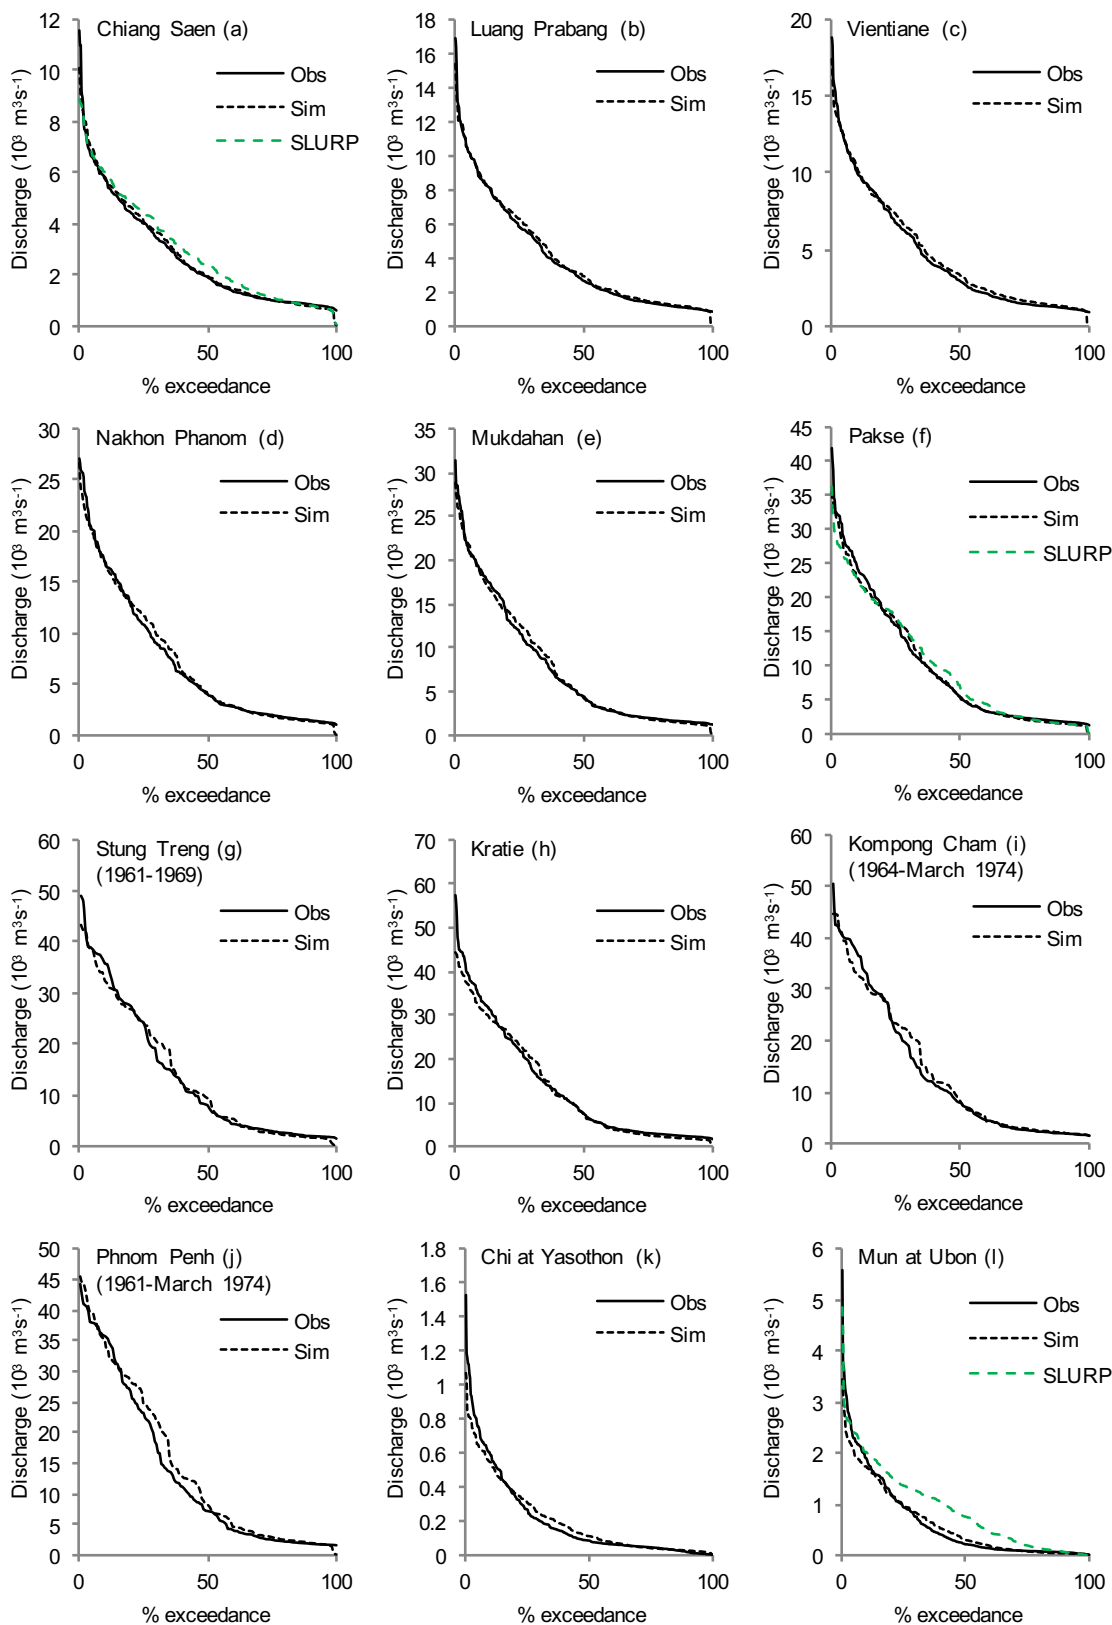 Chiang Saen (a)
Discharge (10³ m³s⁻¹)
12
10
8
6
4
2
0
Obs
Sim
SLURP
0 50 100
% exceedance
Luang Prabang (b)
Discharge (10³ m³s⁻¹)
18
16
14
12
10
8
6
4
2
0
Obs
Sim
0 50 100
% exceedance
Vientiane (c)
Discharge (10³ m³s⁻¹)
20
15
10
5
0
Obs
Sim
0 50 100
% exceedance
Nakhon Phanom (d)
Discharge (10³ m³s⁻¹)
30
25
20
15
10
5
0
Obs
Sim
0 50 100
% exceedance
Mukdahan (e)
Discharge (10³ m³s⁻¹)
35
30
25
20
15
10
5
0
Obs
Sim
0 50 100
% exceedance
Pakse (f)
Discharge (10³ m³s⁻¹)
45
40
35
30
25
20
15
10
5
0
Obs
Sim
SLURP
0 50 100
% exceedance
Stung Treng (g)
(1961-1969)
Discharge (10³ m³s⁻¹)
60
50
40
30
20
10
0
Obs
Sim
0 50 100
% exceedance
Kratie (h)
Discharge (10³ m³s⁻¹)
70
60
50
40
30
20
10
0
Obs
Sim
0 50 100
% exceedance
Kompong Cham (i)
(1964-March 1974)
Discharge (10³ m³s⁻¹)
60
50
40
30
20
10
0
Obs
Sim
0 50 100
% exceedance
Phnom Penh (j)
(1961-March 1974)
Discharge (10³ m³s⁻¹)
50
45
40
35
30
25
20
15
10
5
0
Obs
Sim
0 50 100
% exceedance
Chi at Yasothon (k)
Discharge (10³ m³s⁻¹)
1.8
1.6
1.4
1.2
1
0.8
0.6
0.4
0.2
0
Obs
Sim
0 50 100
% exceedance
Mun at Ubon (l)
Discharge (10³ m³s⁻¹)
6
5
4
3
2
1
0
Obs
Sim
SLURP
0 50 100
% exceedance